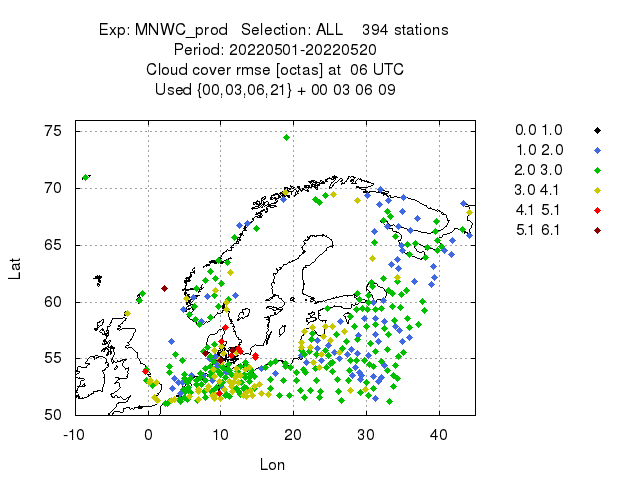 Exp: MNWC_prod Selection: ALL 394 stations
Period: 20220501-20220520
Cloud cover rmse [octas] at 06 UTC
Used {00,03,06,21} + 00 03 06 09
0.0 1.0
1.0 2.0
2.0 3.0
3.0 4.1
4.1 5.1
5.1 6.1
75
70
65
60
55
50
Lat
-10 0 10 20 30 40
Lon